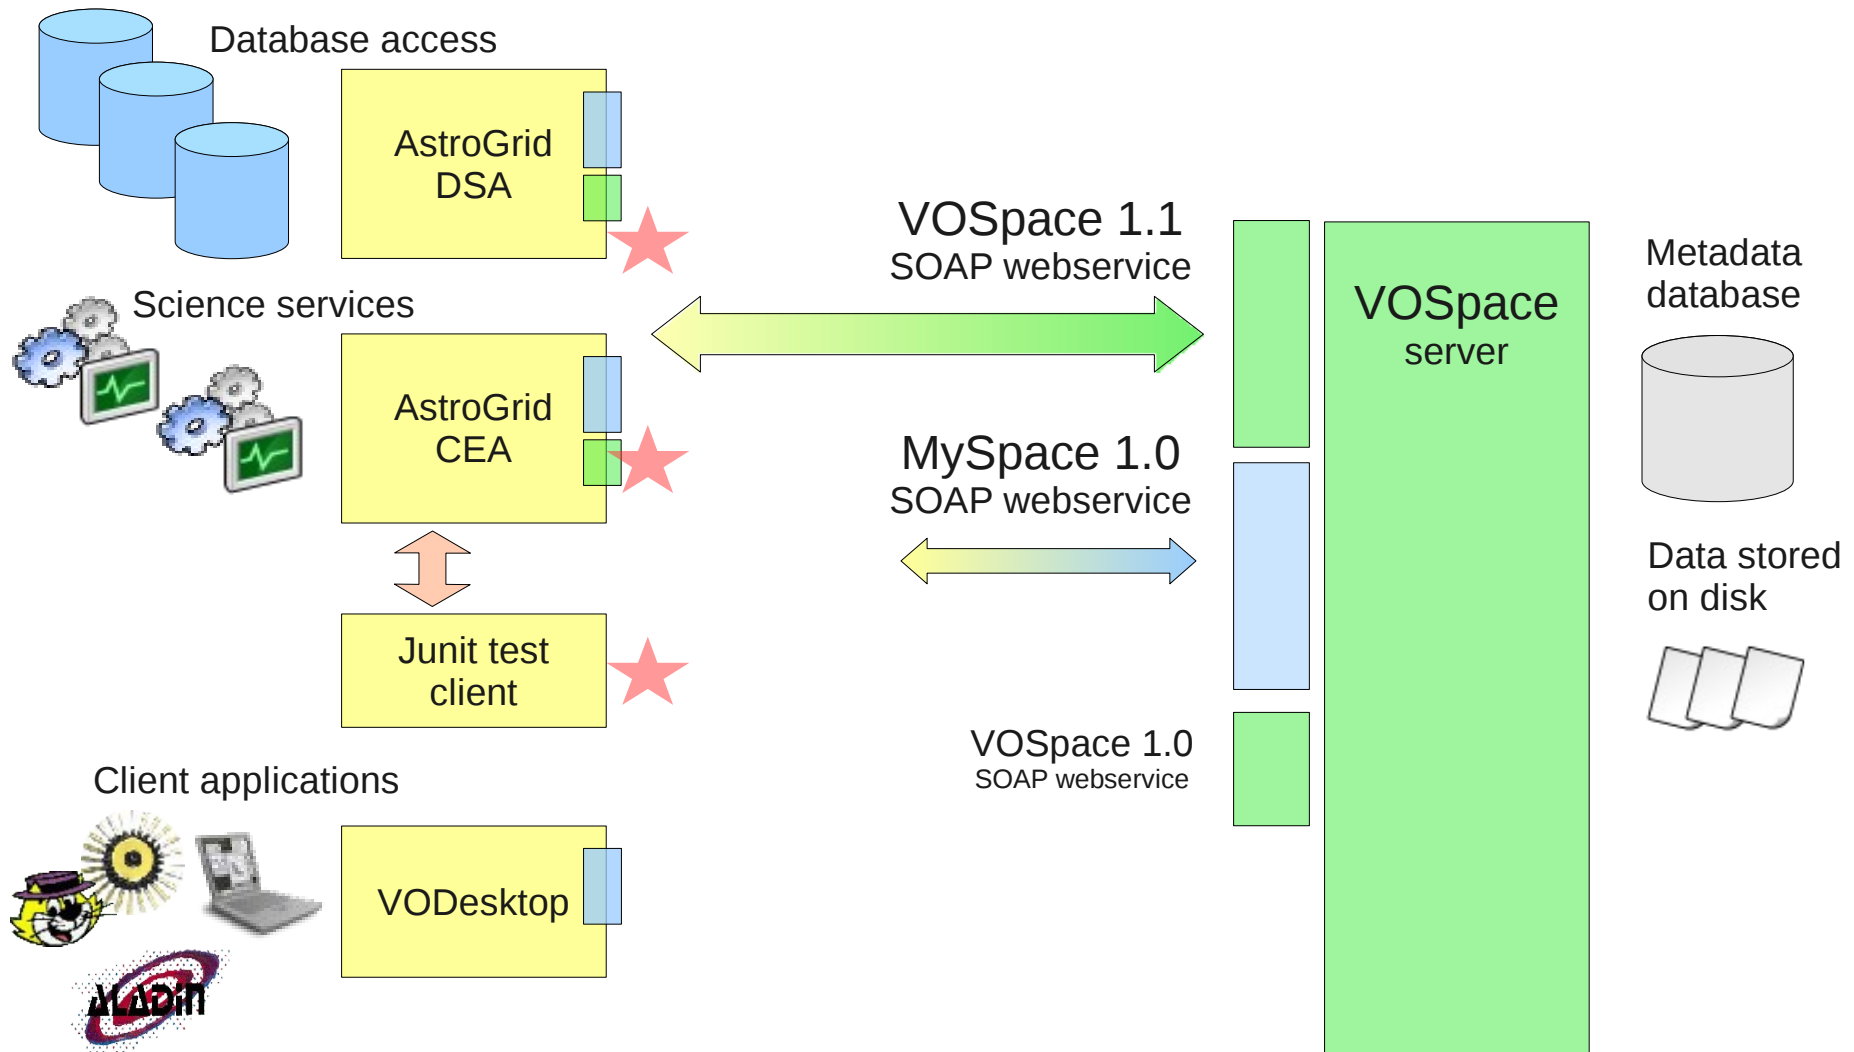 Database access
AstroGrid
DSA
Science services
AstroGrid
CEA
Junit test
client
Client applications
VODesktop
ALADIN
VOSpace 1.1
SOAP webservice
MySpace 1.0
SOAP webservice
VOSpace 1.0
SOAP webservice
VOSpace
server
Metadata
database
Data stored
on disk